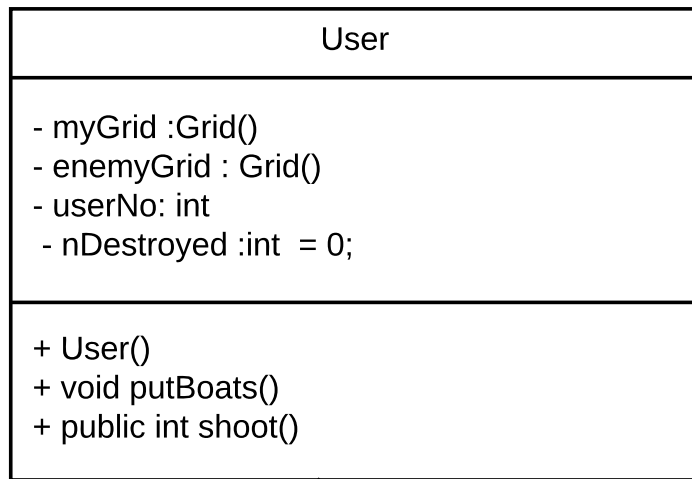 User
- myGrid :Grid()
- enemyGrid : Grid()
- userNo: int
- nDestroyed :int  = 0;
+ User()
+ void putBoats()
+ public int shoot()